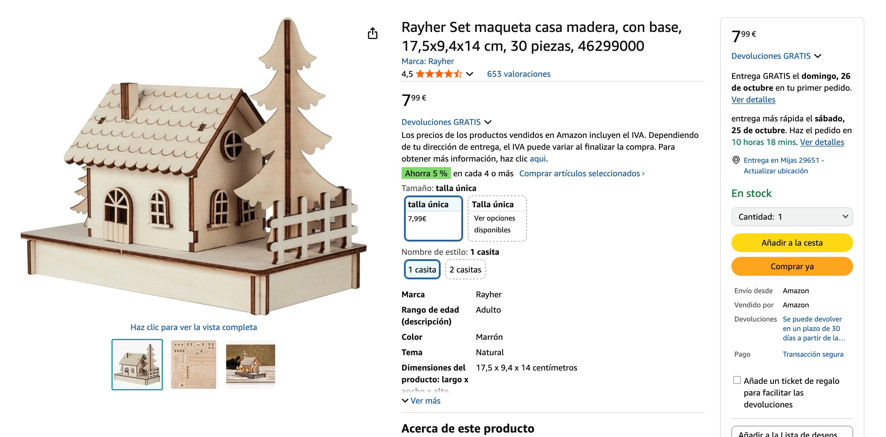 Haz clic para ver la vista completa
Rayher Set maqueta casa madera, con base,
17,5x9,4x14 cm, 30 piezas, 46299000
Marca: Rayher
4,5 653 valoraciones
7 99 €
Devoluciones GRATIS
Los precios de los productos vendidos en Amazon incluyen el IVA. Dependiendo
de tu dirección de entrega, el IVA puede variar al finalizar la compra. Para
obtener más información, haz clic aquí.
Ahorra 5 % en cada 4 o más Comprar artículos seleccionados ›
Tamaño: talla única
talla única
7,99€
Talla única
Ver opciones
disponibles
Nombre de estilo: 1 casita
1 casita 2 casitas
Marca Rayher
Rango de edad Adulto
(descripción)
Color Marrón
Tema Natural
Dimensiones del 17,5 x 9,4 x 14 centímetros
producto: largo x
ancho x alto
Ver más
Acerca de este producto
7 99 €
Devoluciones GRATIS
Entrega GRATIS el domingo, 26
de octubre en tu primer pedido.
Ver detalles
entrega más rápida el sábado,
25 de octubre. Haz el pedido en
10 horas 18 mins. Ver detalles
Entrega en Mijas 29651 -
Actualizar ubicación
En stock
Cantidad: 1
Añadir a la cesta
Comprar ya
Envío desde Amazon
Vendido por Amazon
Devoluciones Se puede devolver
en un plazo de 30
días a partir de la...
Pago Transacción segura
Añade un ticket de regalo
para facilitar las
devoluciones
Añadir a la Lista de deseos